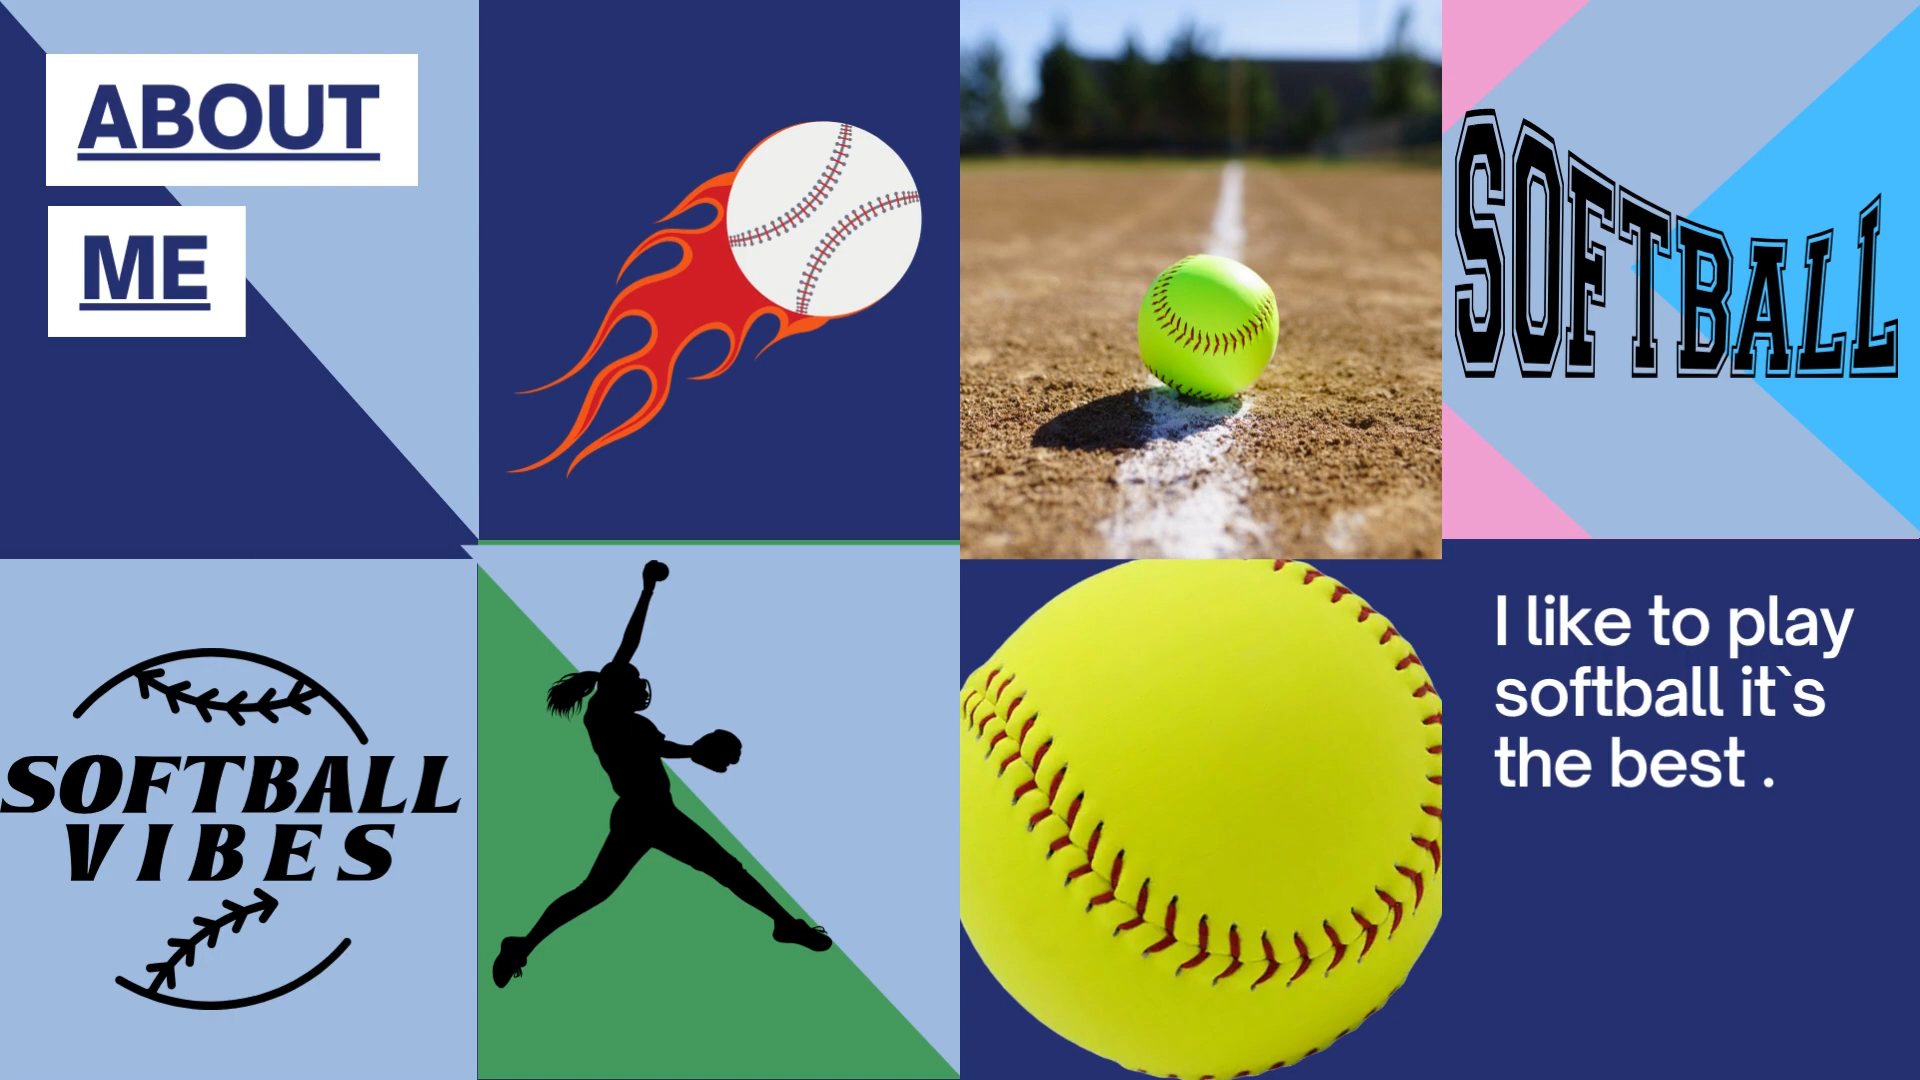 ABOUT
ME
SOFTBALL
SOFTBALL
VIBES
I like to play
softball it`s
the best .